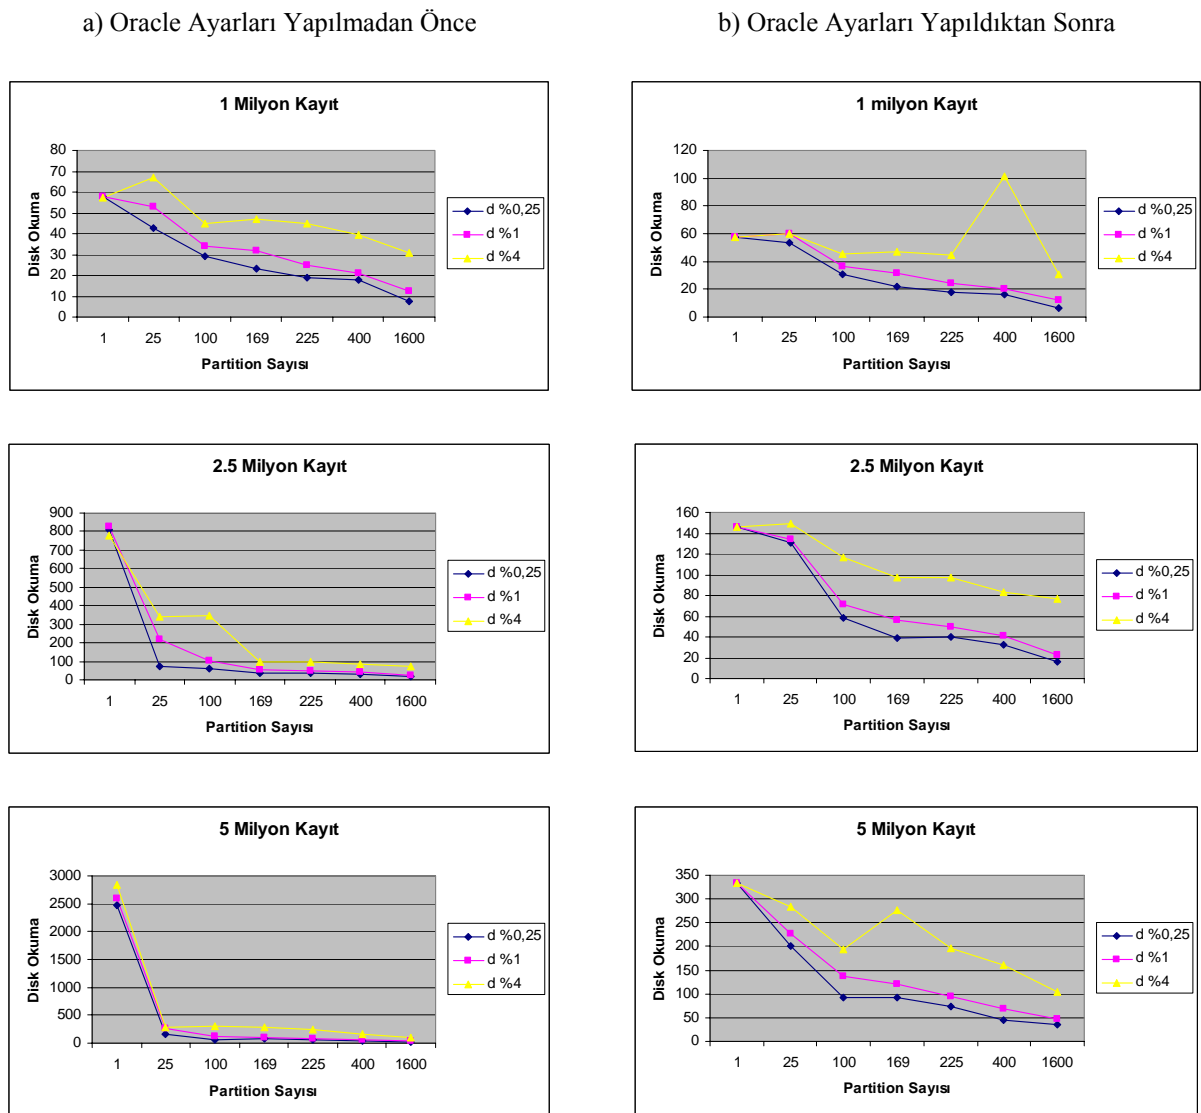 a) Oracle Ayarları Yapılmadan Önce
b) Oracle Ayarları Yapıldıktan Sonra
1 Milyon Kayıt
Disk Okuma
80
70
60
50
40
30
20
10
0
1 25 100 169 225 400 1600
Partition Sayısı
d %0,25
d %1
d %4
1 milyon Kayıt
Disk Okuma
120
100
80
60
40
20
0
1 25 100 169 225 400 1600
Partition Sayısı
d %0,25
d %1
d %4
2.5 Milyon Kayıt
Disk Okuma
900
800
700
600
500
400
300
200
100
0
1 25 100 169 225 400 1600
Partition Sayısı
d %0,25
d %1
d %4
2.5 Milyon Kayıt
Disk Okuma
160
140
120
100
80
60
40
20
0
1 25 100 169 225 400 1600
Partition Sayısı
d %0,25
d %1
d %4
5 Milyon Kayıt
Disk Okuma
3000
2500
2000
1500
1000
500
0
1 25 100 169 225 400 1600
Partition Sayısı
d %0,25
d %1
d %4
5 Milyon Kayıt
Disk Okuma
350
300
250
200
150
100
50
0
1 25 100 169 225 400 1600
Partition Sayısı
d %0,25
d %1
d %4